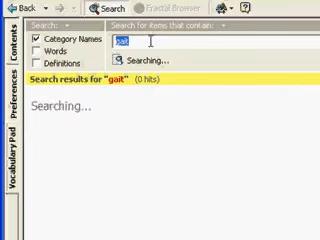 Back Search Fractal Browser
Search: Search for items that contain:
Category Names gait
Words Searching...
Definitions
Search results for "gait" (0 hits)
Searching...
Contents
Preferences
Vocabulary Pad